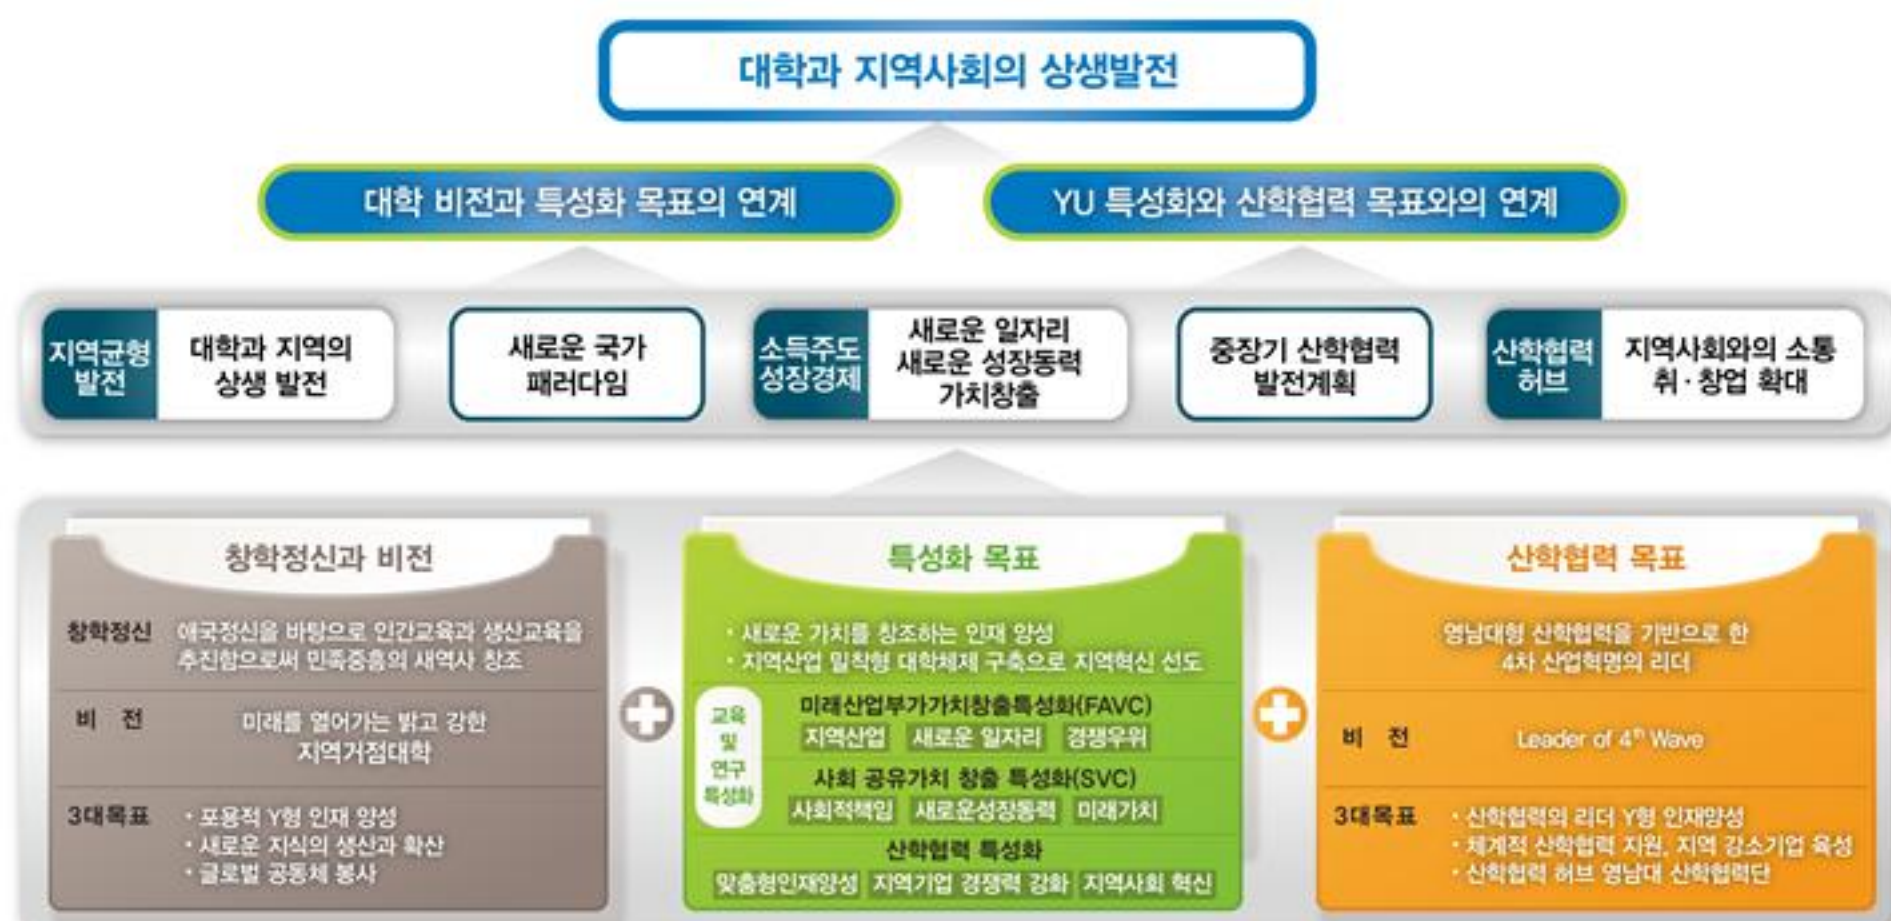 대학과 지역사회의 상생발전
대학 비전과 특성화 목표의 연계
YU 특성화와 산학협력 목표와의 연계
지역균형
발전
대학과 지역의
상생 발전
새로운 국가
패러다임
소득주도
성장경제
새로운 일자리
새로운 성장동력
가치창출
중장기 산학협력
발전계획
산학협력
허브
지역사회와의 소통
취·창업 확대
창학정신과 비전
창학정신
애국정신을 바탕으로 인간교육과 생산교육을
추진함으로써 민족중흥의 새역사 창조
비 전
미래를 열어가는 밝고 강한
지역거점대학
3대목표
· 포용적 Y형 인재 양성
· 새로운 지식의 생산과 확산
· 글로벌 공동체 봉사
특성화 목표
· 새로운 가치를 창조하는 인재 양성
· 지역산업 밀착형 대학체제 구축으로 지역혁신 선도
교육
및
연구
특성화
미래산업부가가치창출특성화(FAVC)
지역산업 새로운 일자리 경쟁우위
사회 공유가치 창출 특성화(SVC)
사회적책임 새로운성장동력 미래가치
산학협력 특성화
맞춤형인재양성 지역기업 경쟁력 강화 지역사회 혁신
산학협력 목표
영남대형 산학협력을 기반으로 한
4차 산업혁명의 리더
비 전
Leader of 4th Wave
3대목표
· 산학협력의 리더 Y형 인재양성
· 체계적 산학협력 지원, 지역 강소기업 육성
· 산학협력 허브 영남대 산학협력단